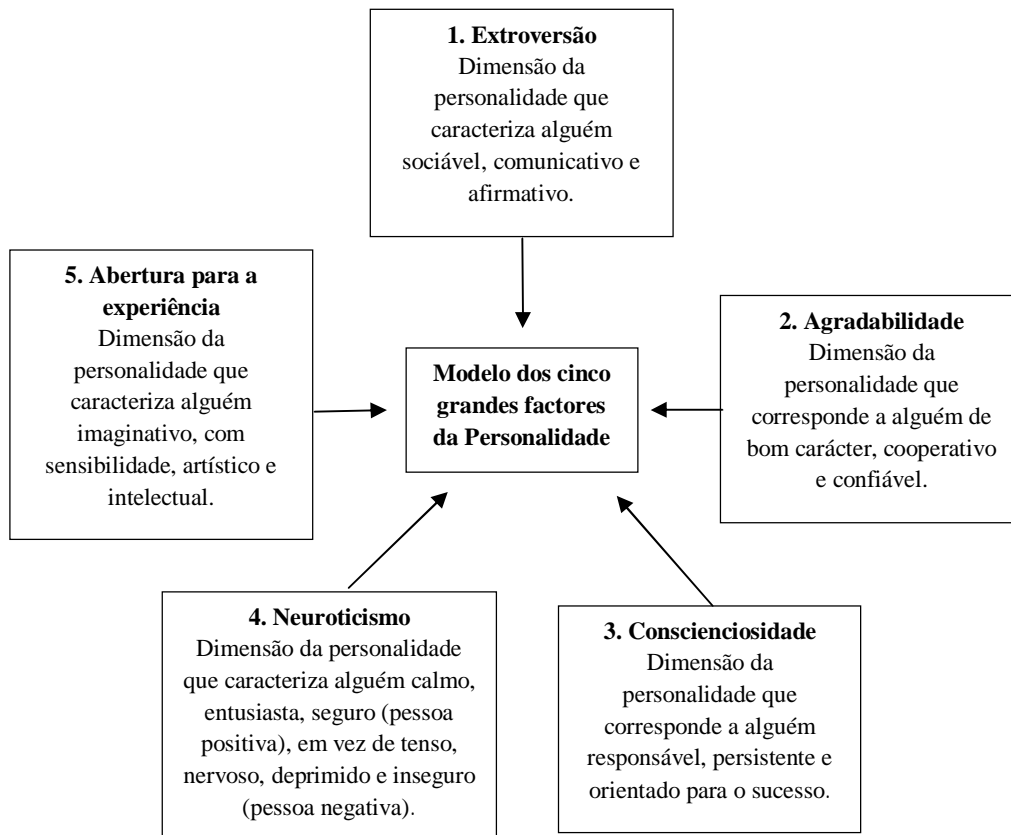 1. Extroversão
Dimensão da
personalidade que
caracteriza alguém
sociável, comunicativo e
afirmativo.
5. Abertura para a
experiência
Dimensão da
personalidade que
caracteriza alguém
imaginativo, com
sensibilidade, artístico e
intelectual.
Modelo dos cinco
grandes factores
da Personalidade
2. Agradabilidade
Dimensão da
personalidade que
corresponde a alguém de
bom carácter, cooperativo
e confiável.
4. Neuroticismo
Dimensão da personalidade
que caracteriza alguém calmo,
entusiasta, seguro (pessoa
positiva), em vez de tenso,
nervoso, deprimido e inseguro
(pessoa negativa).
3. Conscienciosidade
Dimensão da
personalidade que
corresponde a alguém
responsável, persistente e
orientado para o sucesso.